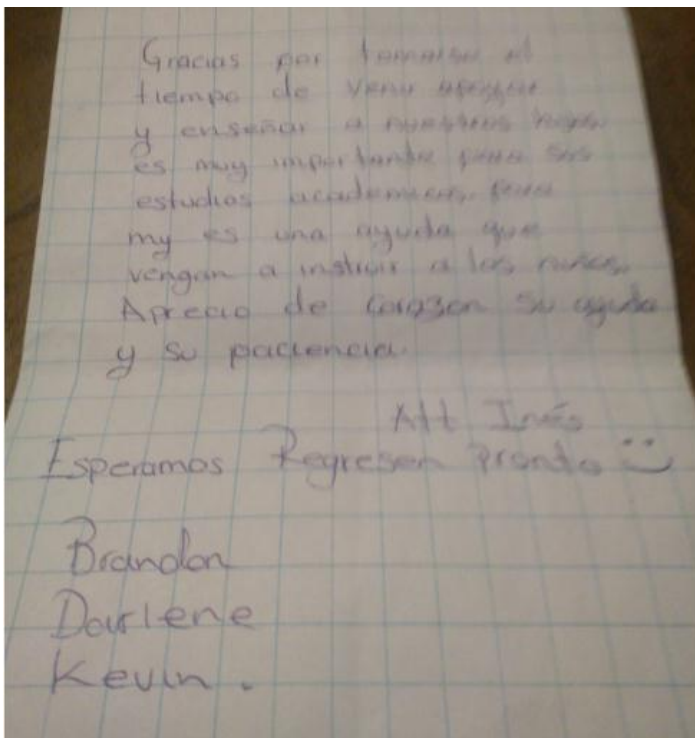 Gracias por tomarse el
tiempo de venir
y enseñar a nuestros hijos,
es muy importante para sus
estudios academicos, para
my es una ayuda que
vengan a instruir a los niños,
Aprecio de corazon su ayuda
y su paciencia.
Att Inés
Esperamos Regresen Pronto :)
Brandon
Darlene
Kevin.